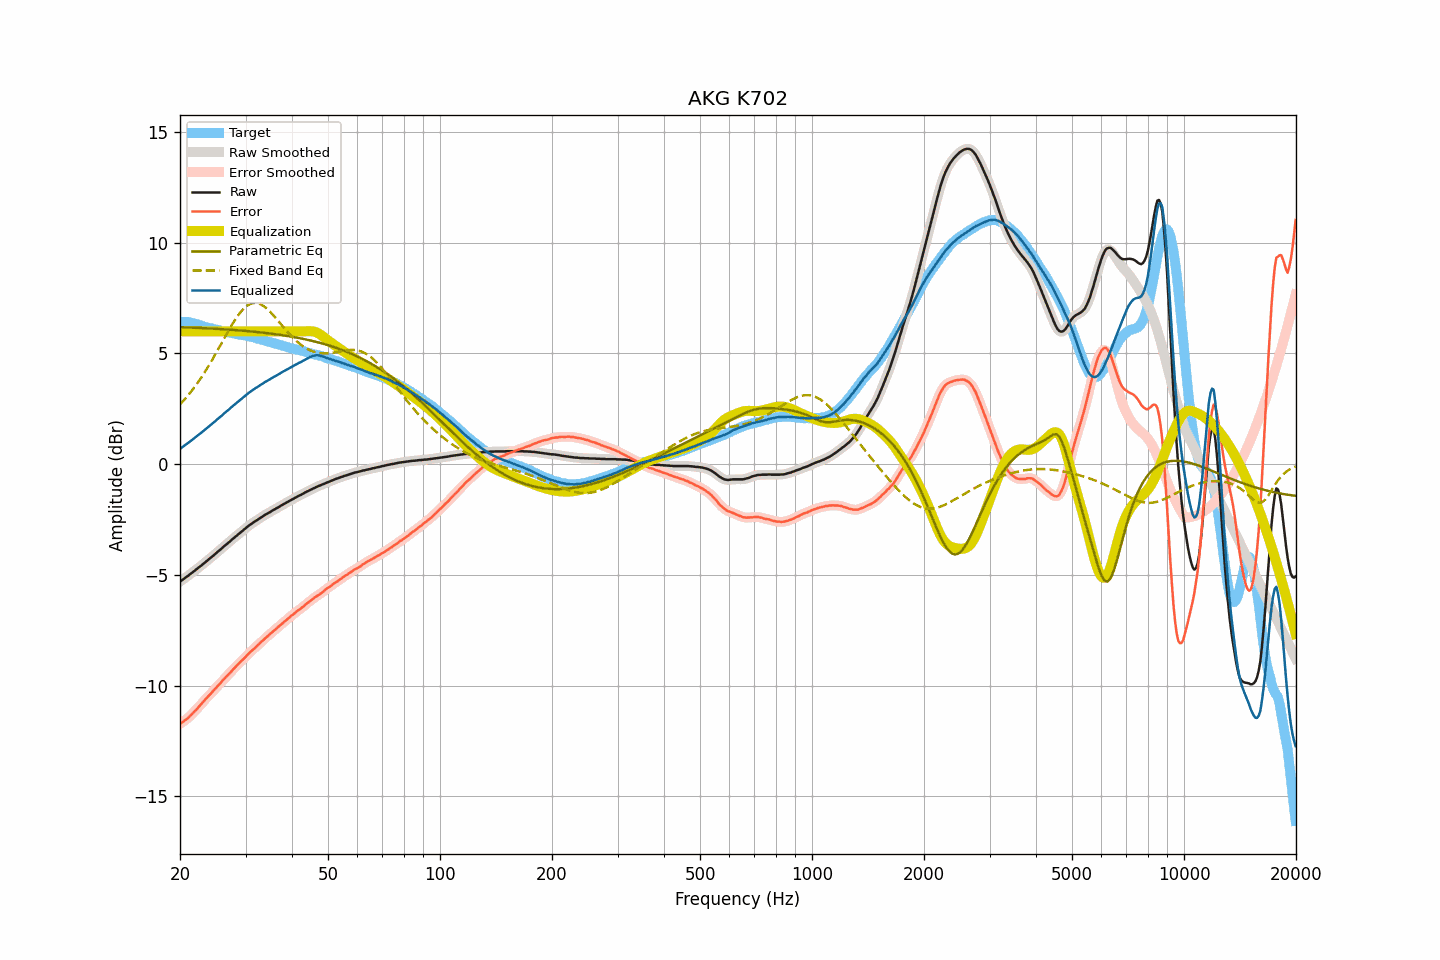 AKG K702
15
10
5
0
−5
−10
−15
Amplitude (dBr)
Target
Raw Smoothed
Error Smoothed
Raw
Error
Equalization
Parametric Eq
Fixed Band Eq
Equalized
20 50 100 200 500 1000 2000 5000 10000 20000
Frequency (Hz)